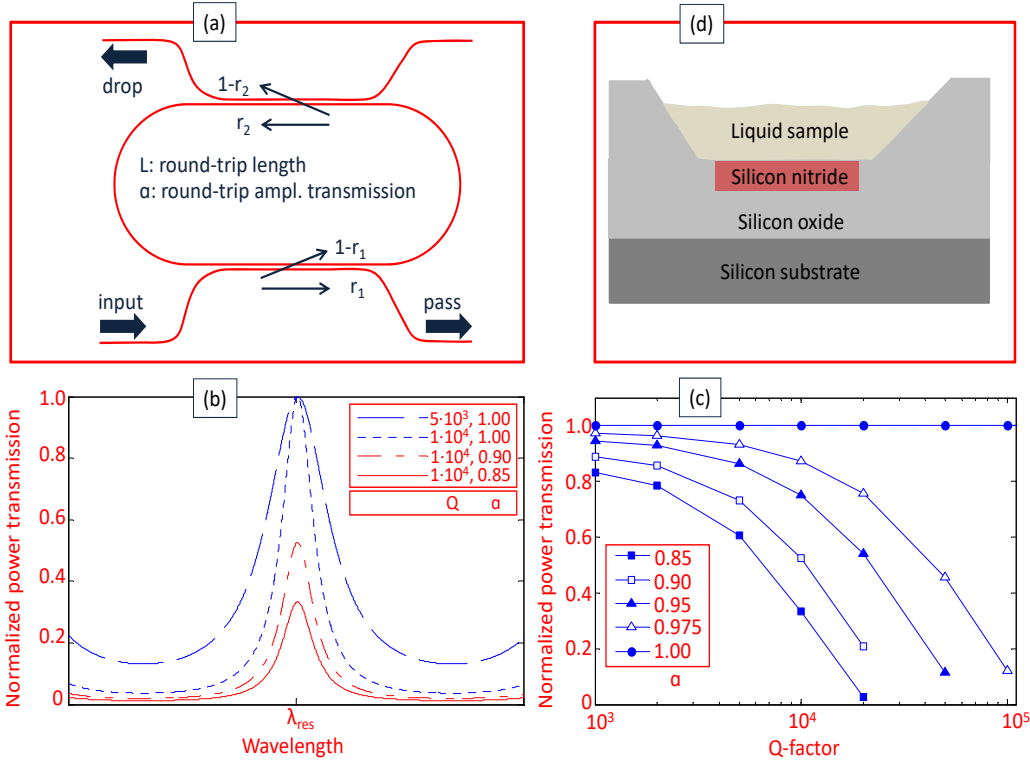 (a)
drop
1-r₂
r₂
L: round-trip length
α: round-trip ampl. transmission
1-r₁
r₁
input
pass
(d)
Liquid sample
Silicon nitride
Silicon oxide
Silicon substrate
(b)
Normalized power transmission
1.0
0.8
0.6
0.4
0.2
0
5·10³, 1.00
1·10⁴, 1.00
1·10⁴, 0.90
1·10⁴, 0.85
Q α
λres
Wavelength
(c)
Normalized power transmission
1.0
0.8
0.6
0.4
0.2
0.0
0.85
0.90
0.95
0.975
1.00
α
10³ 10⁴ 10⁵
Q-factor